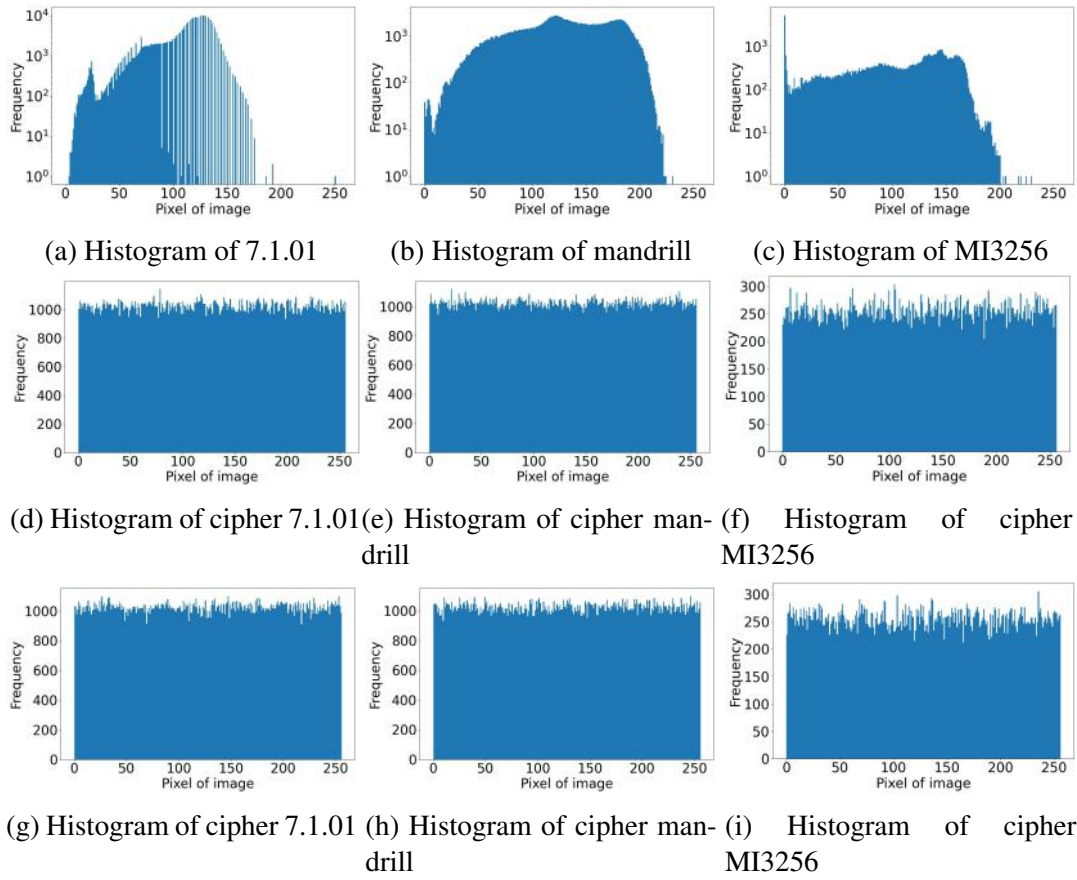 10⁴
10³
10²
10¹
10⁰
Frequency
0 50 100 150 200 250
Pixel of image
(a) Histogram of 7.1.01
10³
10²
10¹
10⁰
Frequency
0 50 100 150 200 250
Pixel of image
(b) Histogram of mandrill
10³
10²
10¹
10⁰
Frequency
0 50 100 150 200 250
Pixel of image
(c) Histogram of MI3256
1000
800
600
400
200
0
Frequency
0 50 100 150 200 250
Pixel of image
(d) Histogram of cipher 7.1.01
1000
800
600
400
200
0
Frequency
0 50 100 150 200 250
Pixel of image
(e) Histogram of cipher man-
drill
300
250
200
150
100
50
0
Frequency
0 50 100 150 200 250
Pixel of image
(f) Histogram of cipher
MI3256
1000
800
600
400
200
0
Frequency
0 50 100 150 200 250
Pixel of image
(g) Histogram of cipher 7.1.01
1000
800
600
400
200
0
Frequency
0 50 100 150 200 250
Pixel of image
(h) Histogram of cipher man-
drill
300
250
200
150
100
50
0
Frequency
0 50 100 150 200 250
Pixel of image
(i) Histogram of cipher
MI3256